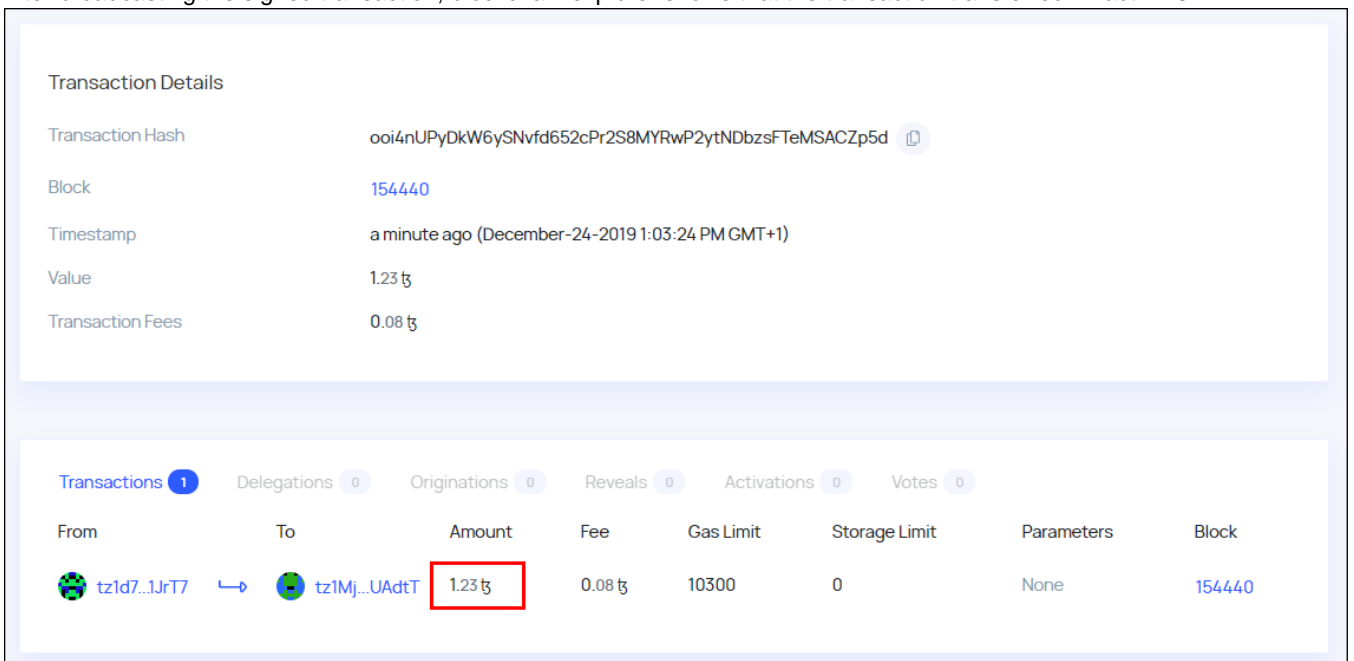 Transaction Details
Transaction Hash ooi4nUPyDkW6ySNvfd652cPr2S8MYRwP2ytNDbzsFTeMSACZp5d
Block 154440
Timestamp a minute ago (December-24-2019 1:03:24 PM GMT+1)
Value 1.23 ꜩ
Transaction Fees 0.08 ꜩ
Transactions 1 Delegations 0 Originations 0 Reveals 0 Activations 0 Votes 0
From To Amount Fee Gas Limit Storage Limit Parameters Block
tz1d7...1JrT7 tz1Mj...UAdtT 1.23 ꜩ 0.08 ꜩ 10300 0 None 154440